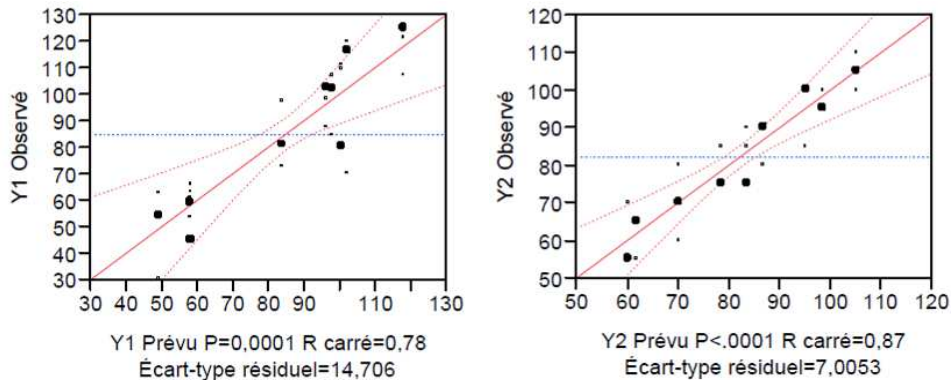 130
120
110
100
90
80
70
60
50
40
30
Y1 Observé
30 40 50 60 70 80 90 100 110 130
Y1 Prévu P=0,0001 R carré=0,78
Écart-type résiduel=14,706
120
110
100
90
80
70
60
50
Y2 Observé
50 60 70 80 90 100 110 120
Y2 Prévu P<.0001 R carré=0,87
Écart-type résiduel=7,0053